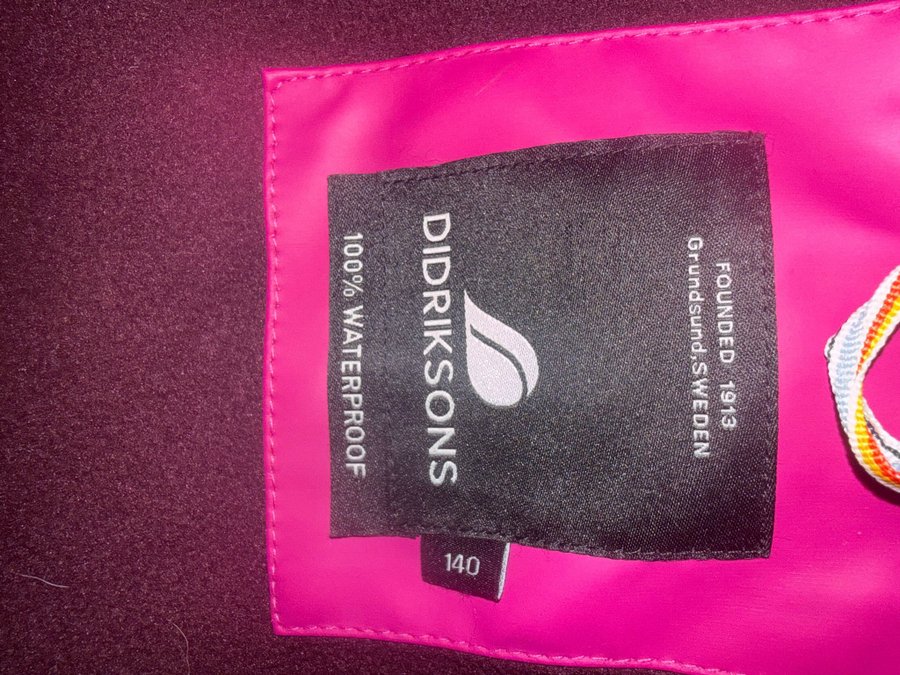 FOUNDED 1913
Grundsund.SWEDEN
DIDRIKSONS
100% WATERPROOF
140